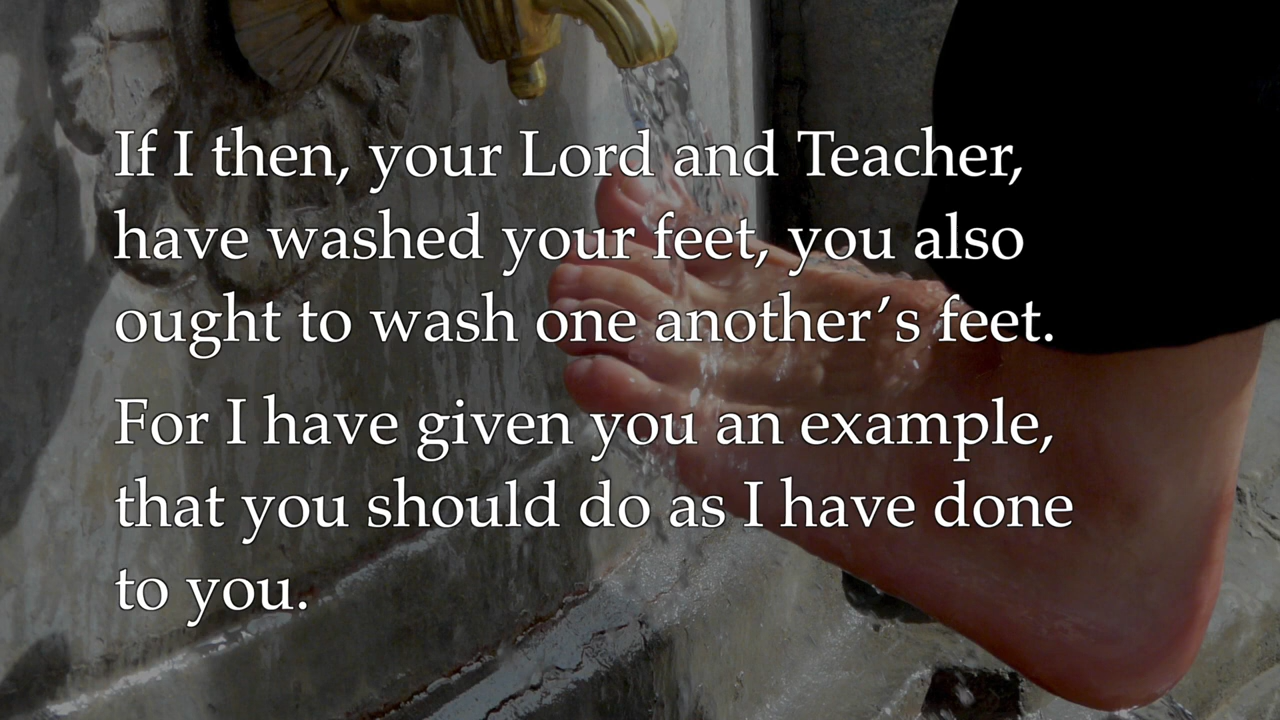 If I then, your Lord and Teacher,
have washed your feet, you also
ought to wash one another’s feet.
For I have given you an example,
that you should do as I have done
to you.